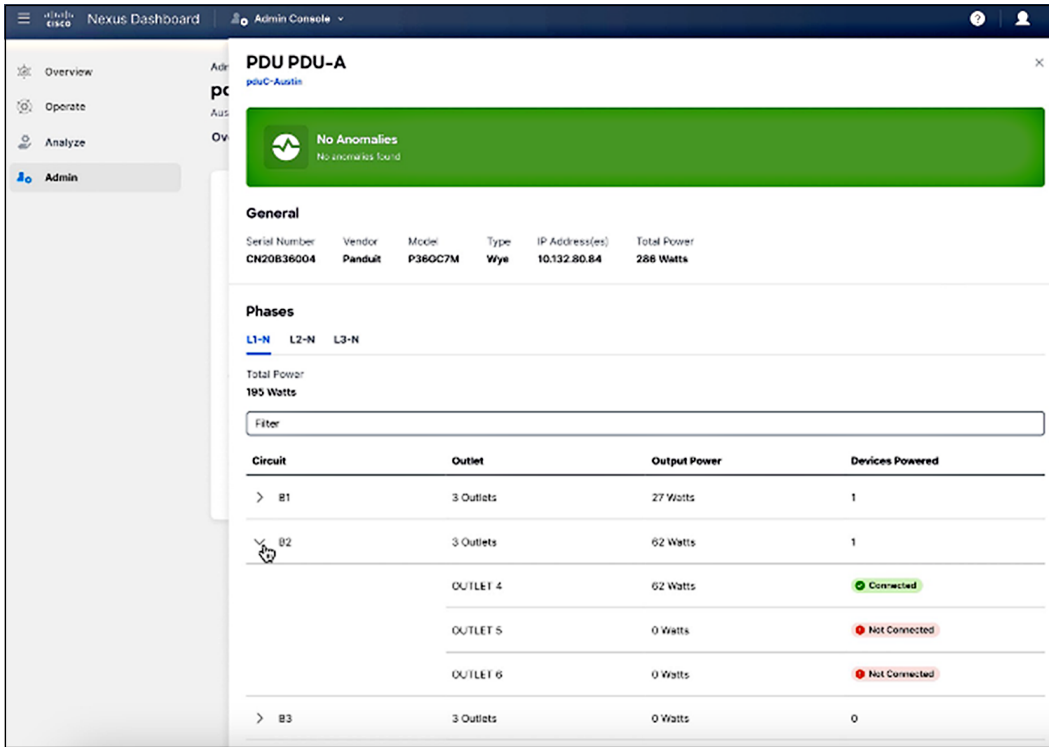 cisco Nexus Dashboard Admin Console
Overview
Operate
Analyze
Admin
PDU PDU-A
pduC-Austin
No Anomalies
No anomalies found
General
Serial Number Vendor Model Type IP Address(es) Total Power
CN20B36004 Panduit P36GC7M Wye 10.132.80.84 286 Watts
Phases
L1-N L2-N L3-N
Total Power
195 Watts
Filter
Circuit Outlet Output Power Devices Powered
B1 3 Outlets 27 Watts 1
B2 3 Outlets 62 Watts 1
OUTLET 4 62 Watts Connected
OUTLET 5 0 Watts Not Connected
OUTLET 6 0 Watts Not Connected
B3 3 Outlets 0 Watts 0